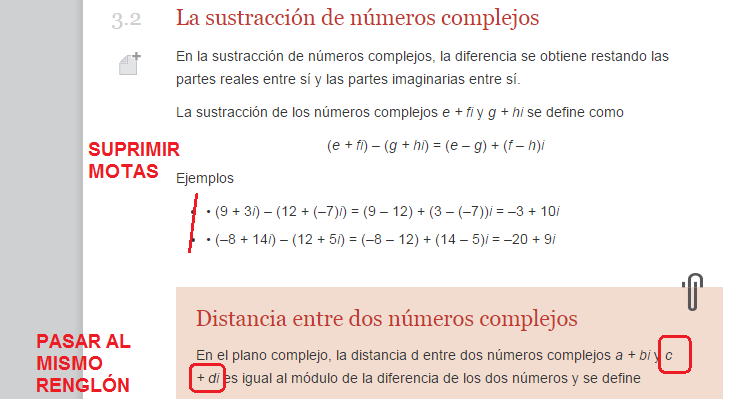 3.2 La sustracción de números complejos
En la sustracción de números complejos, la diferencia se obtiene restando las
partes reales entre sí y las partes imaginarias entre sí.
La sustracción de los números complejos e + fi y g + hi se define como
(e + fi) – (g + hi) = (e – g) + (f – h)i
SUPRIMIR
MOTAS
Ejemplos
• • (9 + 3i) – (12 + (–7)i) = (9 – 12) + (3 – (–7))i = –3 + 10i
• • (–8 + 14i) – (12 + 5i) = (–8 – 12) + (14 – 5)i = –20 + 9i
Distancia entre dos números complejos
PASAR AL
MISMO
RENGLÓN
En el plano complejo, la distancia d entre dos números complejos a + bi y c
+ di es igual al módulo de la diferencia de los dos números y se define